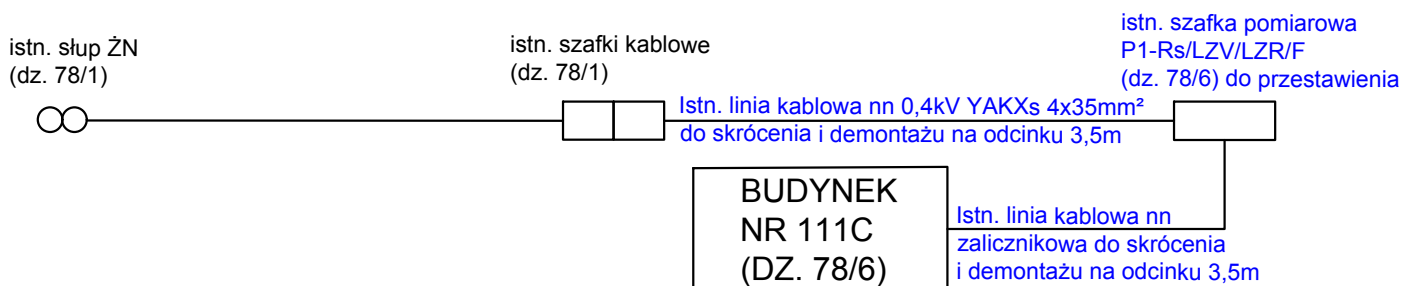 istn. słup ŻN
(dz. 78/1)
istn. szafki kablowe
(dz. 78/1)
istn. szafka pomiarowa
P1-Rs/LZV/LZR/F
(dz. 78/6) do przestawienia
Istn. linia kablowa nn 0,4kV YAKXs 4x35mm²
do skrócenia i demontażu na odcinku 3,5m
BUDYNEK
NR 111C
(DZ. 78/6)
Istn. linia kablowa nn
zalicznikowa do skrócenia
i demontażu na odcinku 3,5m